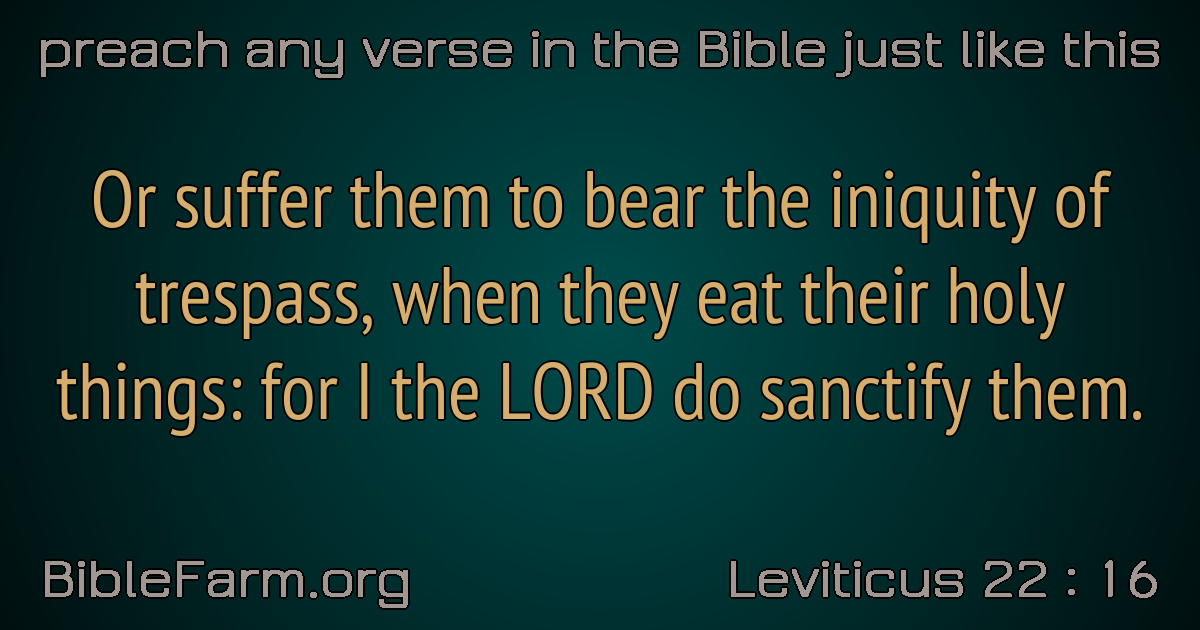 preach any verse in the Bible just like this
Or suffer them to bear the iniquity of
trespass, when they eat their holy
things: for I the LORD do sanctify them.
BibleFarm.org
Leviticus 22 : 16